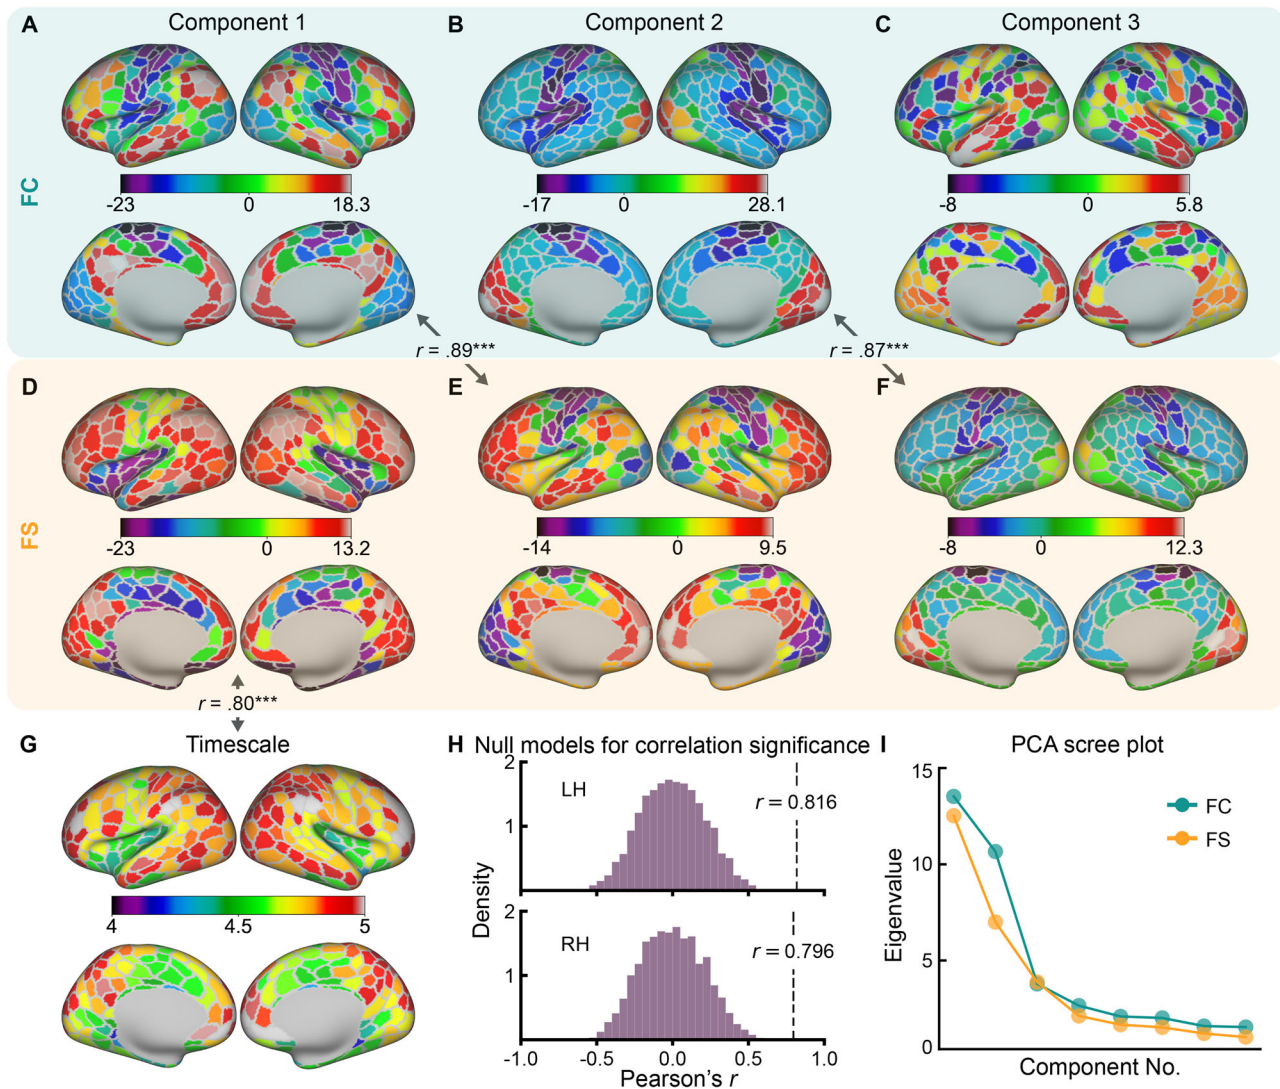 A Component 1
B Component 2
C Component 3
FC
-23 0 18.3
-17 0 28.1
-8 0 5.8
r = .89***
r = .87***
D
E
F
FS
-23 0 13.2
-14 0 9.5
-8 0 12.3
r = .80***
G Timescale
4 4.5 5
H Null models for correlation significance
2
LH
r = 0.816
1
Density
2
RH
r = 0.796
1
-1.0 -0.5 0.0 0.5 1.0
Pearson's r
I PCA scree plot
15
FC
FS
10
Eigenvalue
5
0
Component No.